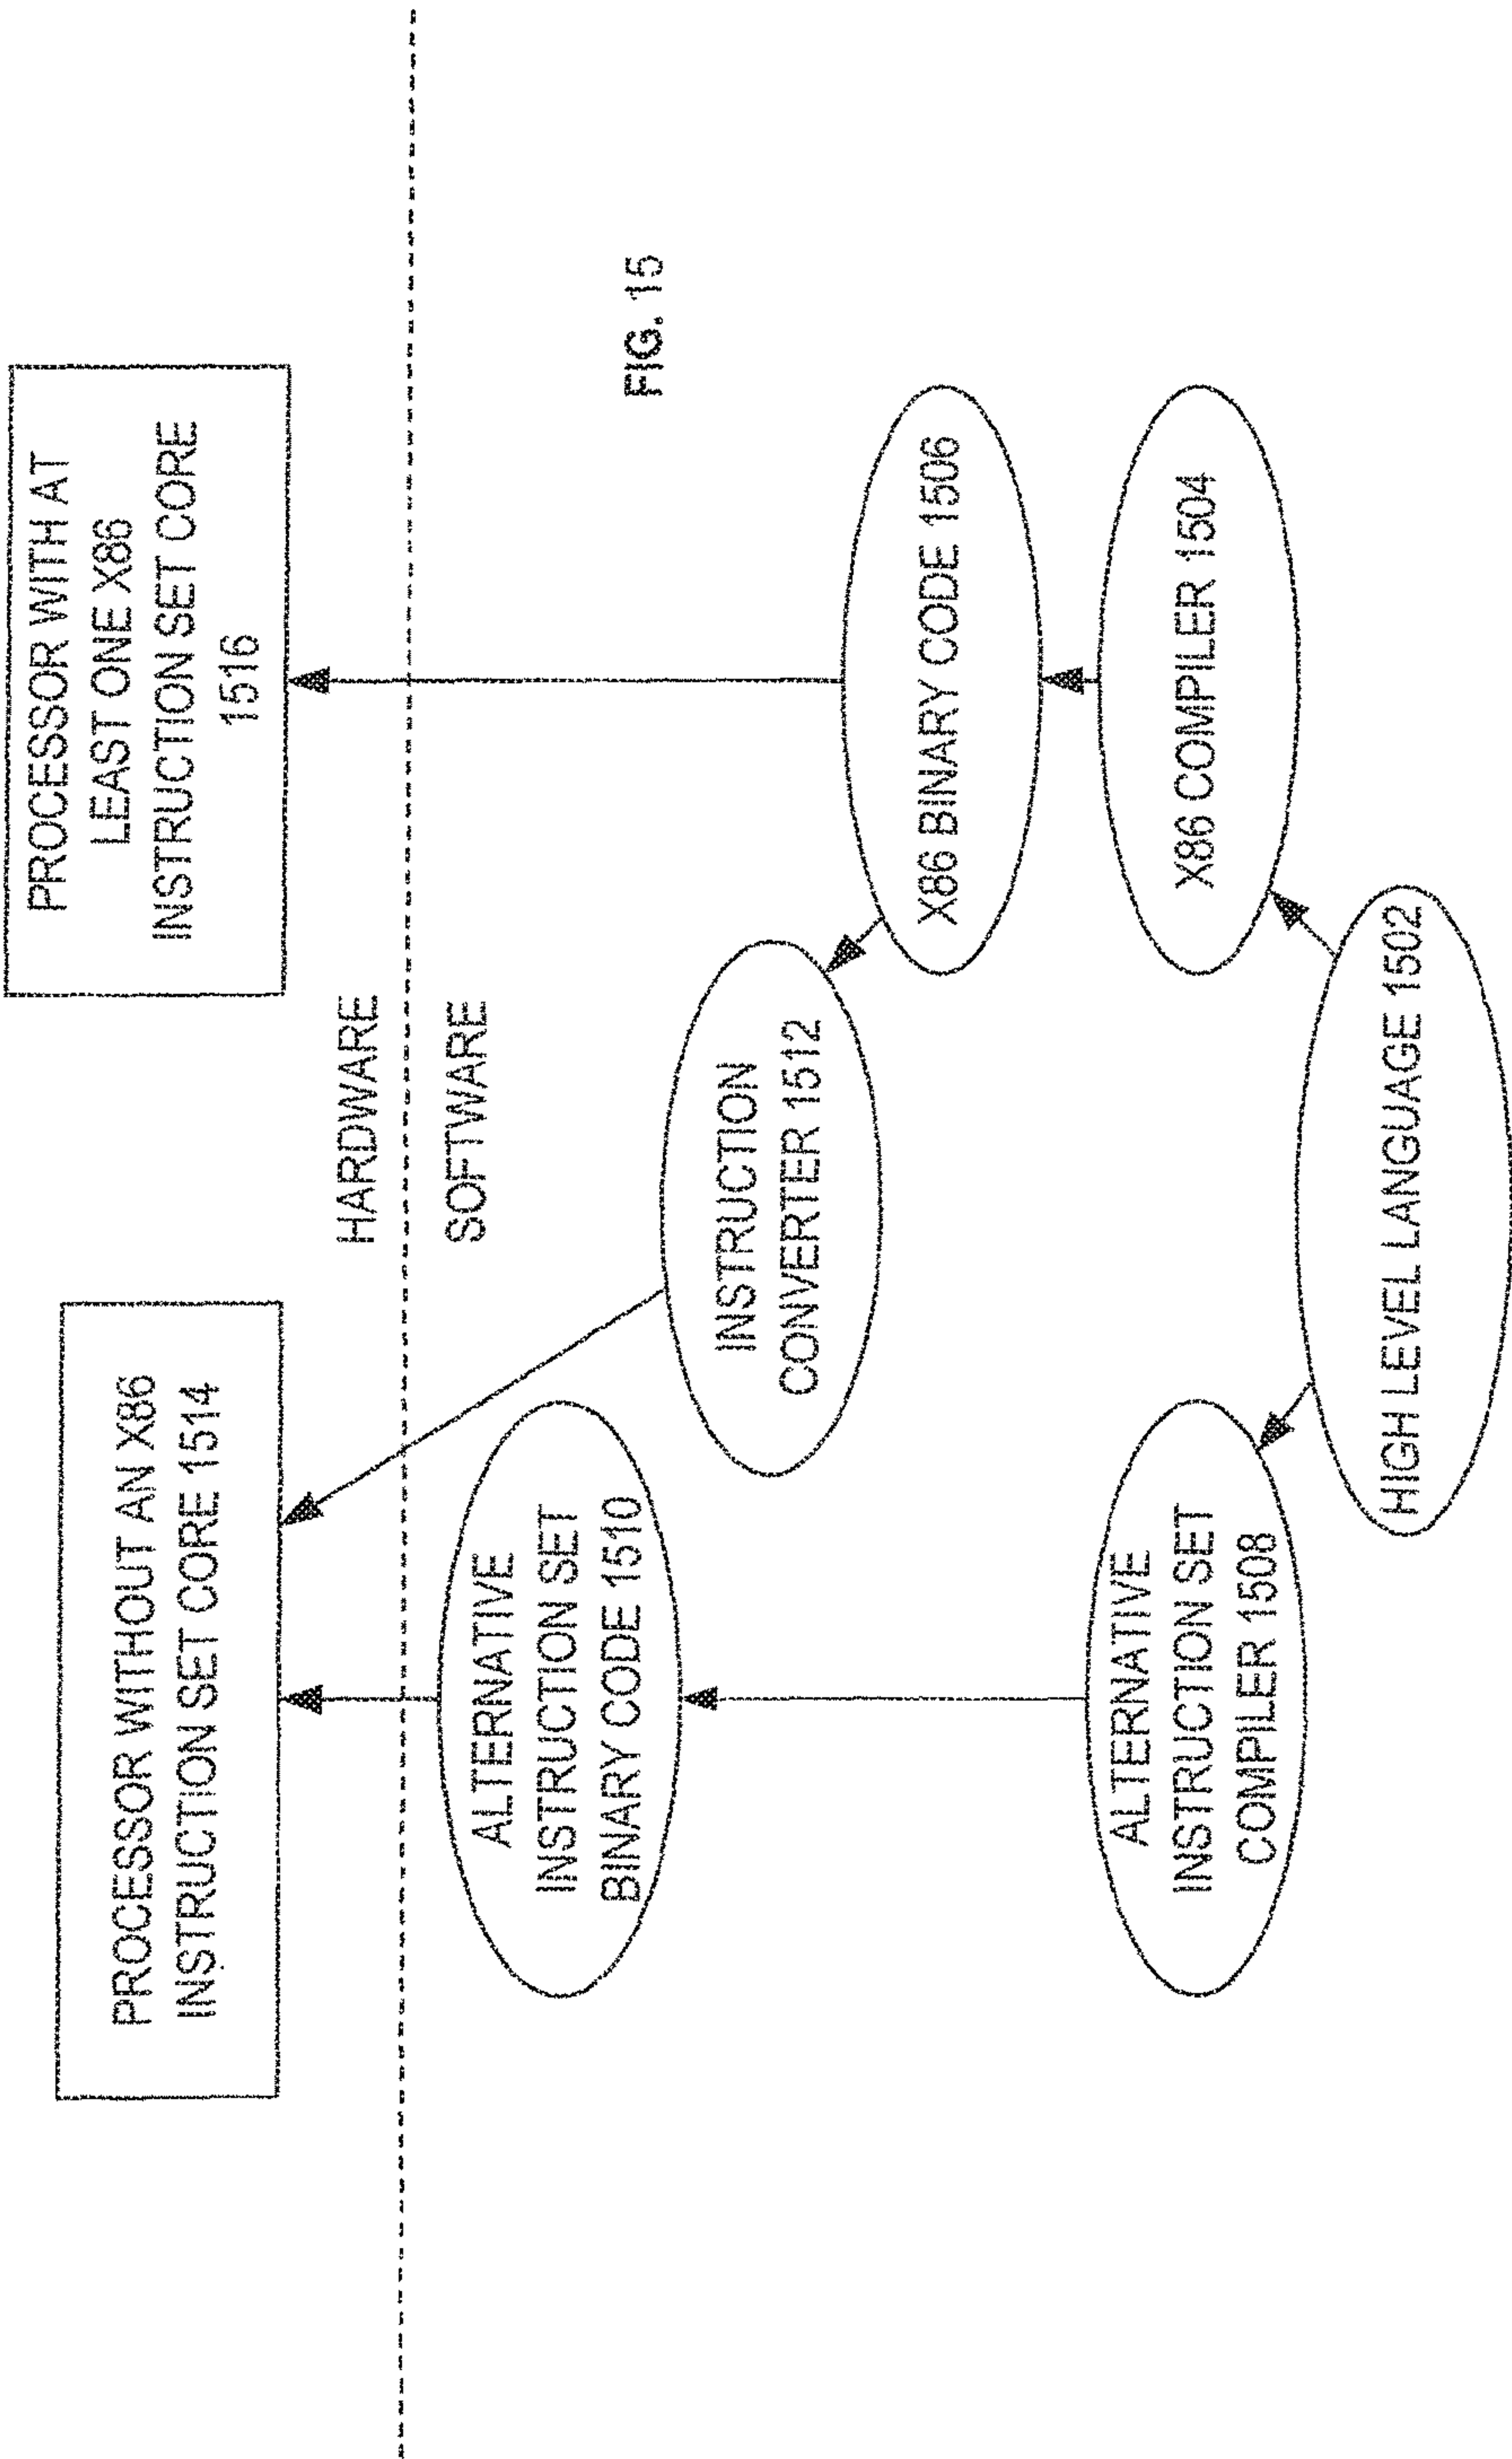 PROCESSOR WITHOUT AN X86
INSTRUCTION SET CORE 1514
PROCESSOR WITH AT
LEAST ONE X86
INSTRUCTION SET CORE
1516
HARDWARE
SOFTWARE
ALTERNATIVE
INSTRUCTION SET
BINARY CODE 1510
INSTRUCTION
CONVERTER 1512
FIG. 15
X86 BINARY CODE 1506
ALTERNATIVE
INSTRUCTION SET
COMPILER 1508
X86 COMPILER 1504
HIGH LEVEL LANGUAGE 1502